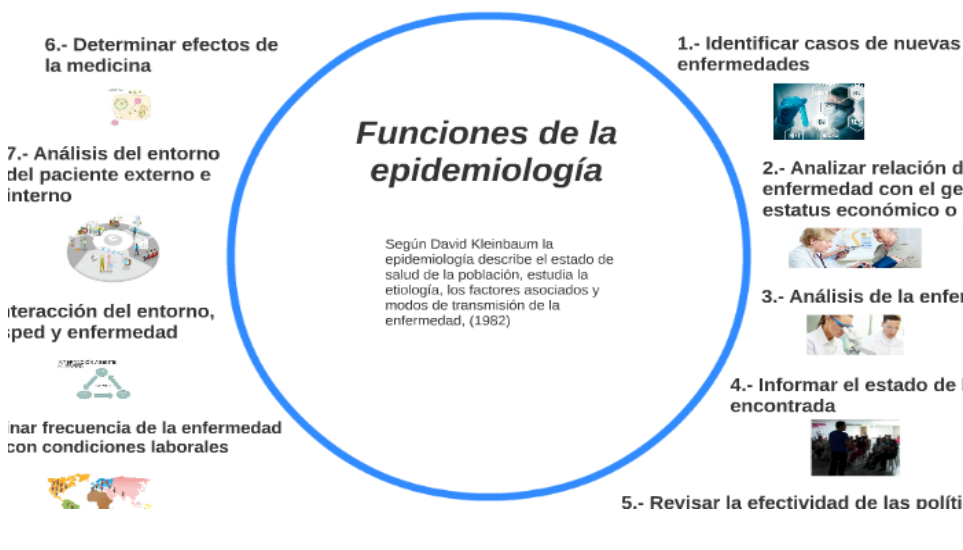 6.- Determinar efectos de
la medicina
7.- Análisis del entorno
del paciente externo e
interno
nteracción del entorno,
sped y enfermedad
inar frecuencia de la enfermedad
con condiciones laborales
Funciones de la
epidemiología
Según David Kleinbaum la
epidemiología describe el estado de
salud de la población, estudia la
etiología, los factores asociados y
modos de transmisión de la
enfermedad, (1982)
1.- Identificar casos de nuevas
enfermedades
2.- Analizar relación d
enfermedad con el ge
estatus económico o
3.- Análisis de la enfer
4.- Informar el estado de
encontrada
5.- Revisar la efectividad de las políti